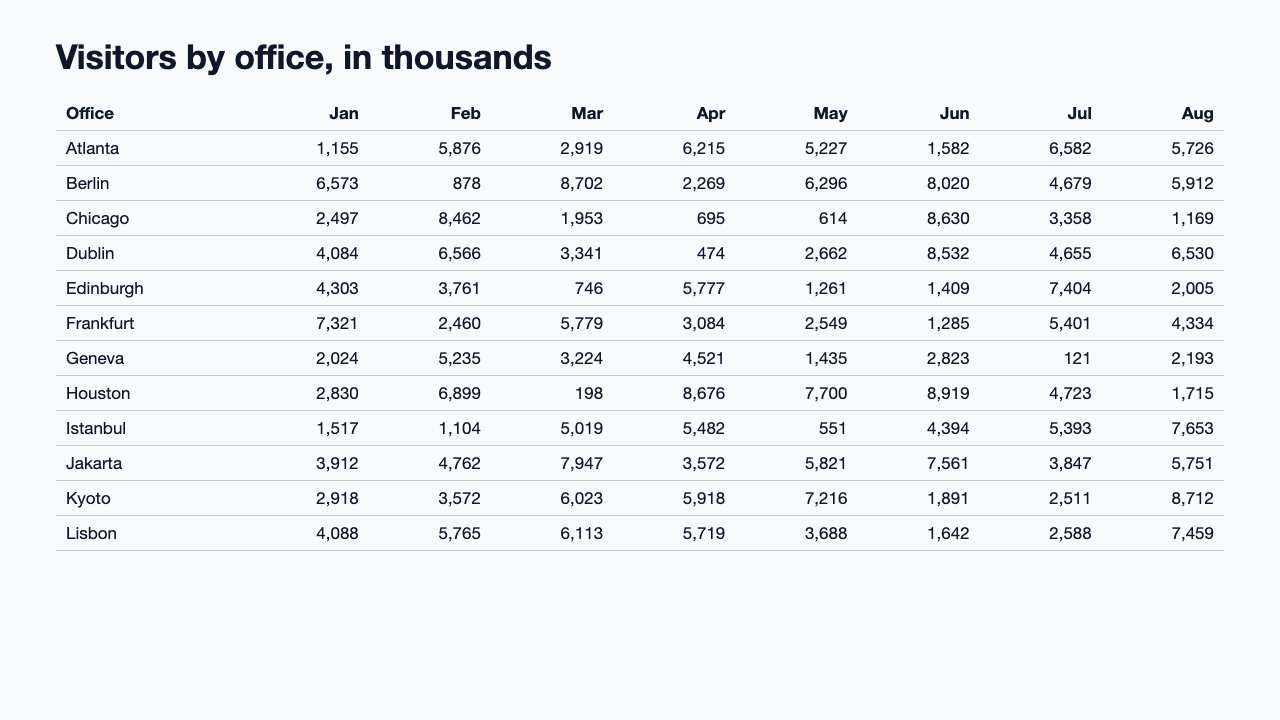 Visitors by office, in thousands
Office Jan Feb Mar Apr May Jun Jul Aug
Atlanta 1,155 5,876 2,919 6,215 5,227 1,582 6,582 5,726
Berlin 6,573 878 8,702 2,269 6,296 8,020 4,679 5,912
Chicago 2,497 8,462 1,953 695 614 8,630 3,358 1,169
Dublin 4,084 6,566 3,341 474 2,662 8,532 4,655 6,530
Edinburgh 4,303 3,761 746 5,777 1,261 1,409 7,404 2,005
Frankfurt 7,321 2,460 5,779 3,084 2,549 1,285 5,401 4,334
Geneva 2,024 5,235 3,224 4,521 1,435 2,823 121 2,193
Houston 2,830 6,899 198 8,676 7,700 8,919 4,723 1,715
Istanbul 1,517 1,104 5,019 5,482 551 4,394 5,393 7,653
Jakarta 3,912 4,762 7,947 3,572 5,821 7,561 3,847 5,751
Kyoto 2,918 3,572 6,023 5,918 7,216 1,891 2,511 8,712
Lisbon 4,088 5,765 6,113 5,719 3,688 1,642 2,588 7,459